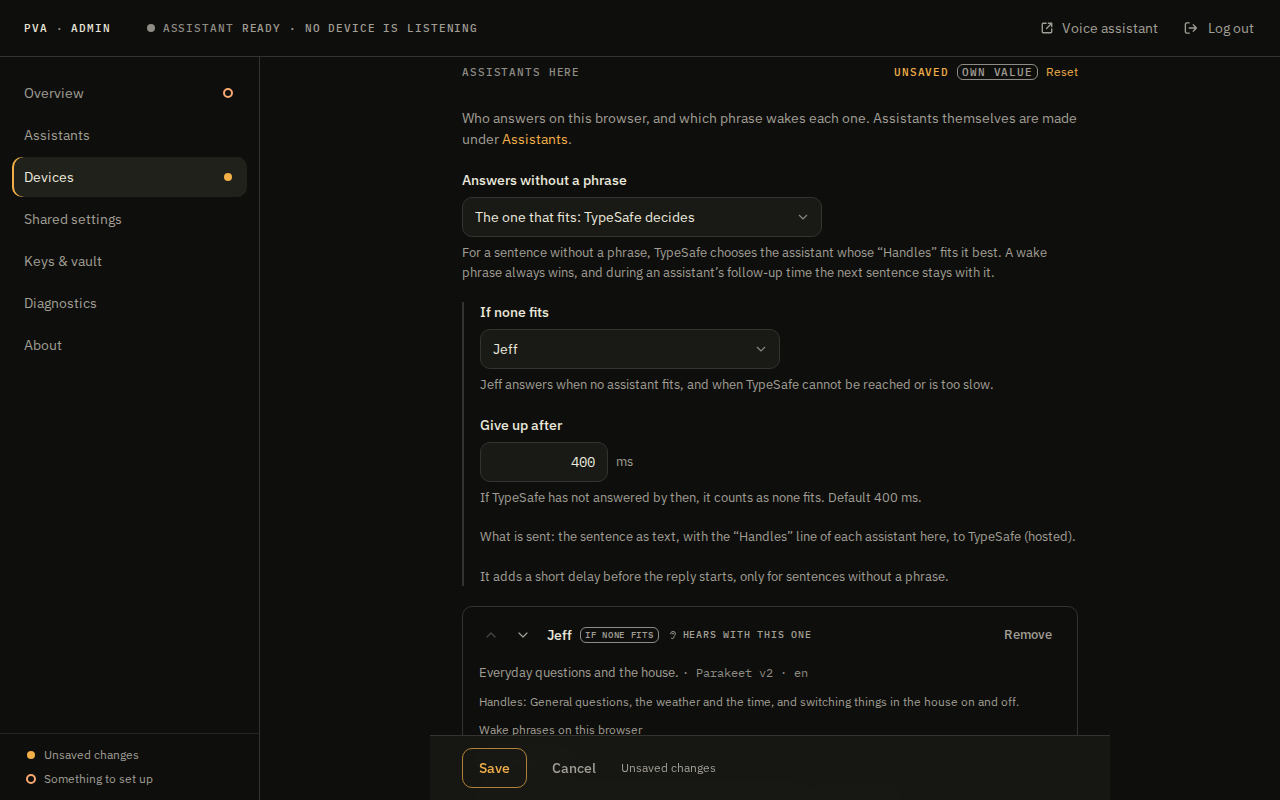 PVA · ADMIN
ASSISTANT READY · NO DEVICE IS LISTENING
Voice assistant
Log out
Overview
Assistants
Devices
Shared settings
Keys & vault
Diagnostics
About
Unsaved changes
Something to set up
ASSISTANTS HERE
UNSAVED OWN VALUE Reset
Who answers on this browser, and which phrase wakes each one. Assistants themselves are made
under Assistants.
Answers without a phrase
The one that fits: TypeSafe decides
For a sentence without a phrase, TypeSafe chooses the assistant whose “Handles” fits it best. A wake
phrase always wins, and during an assistant’s follow-up time the next sentence stays with it.
If none fits
Jeff
Jeff answers when no assistant fits, and when TypeSafe cannot be reached or is too slow.
Give up after
400 ms
If TypeSafe has not answered by then, it counts as none fits. Default 400 ms.
What is sent: the sentence as text, with the “Handles” line of each assistant here, to TypeSafe (hosted).
It adds a short delay before the reply starts, only for sentences without a phrase.
Jeff IF NONE FITS HEARS WITH THIS ONE Remove
Everyday questions and the house. · Parakeet v2 · en
Handles: General questions, the weather and the time, and switching things in the house on and off.
Wake phrases on this browser
Save Cancel Unsaved changes